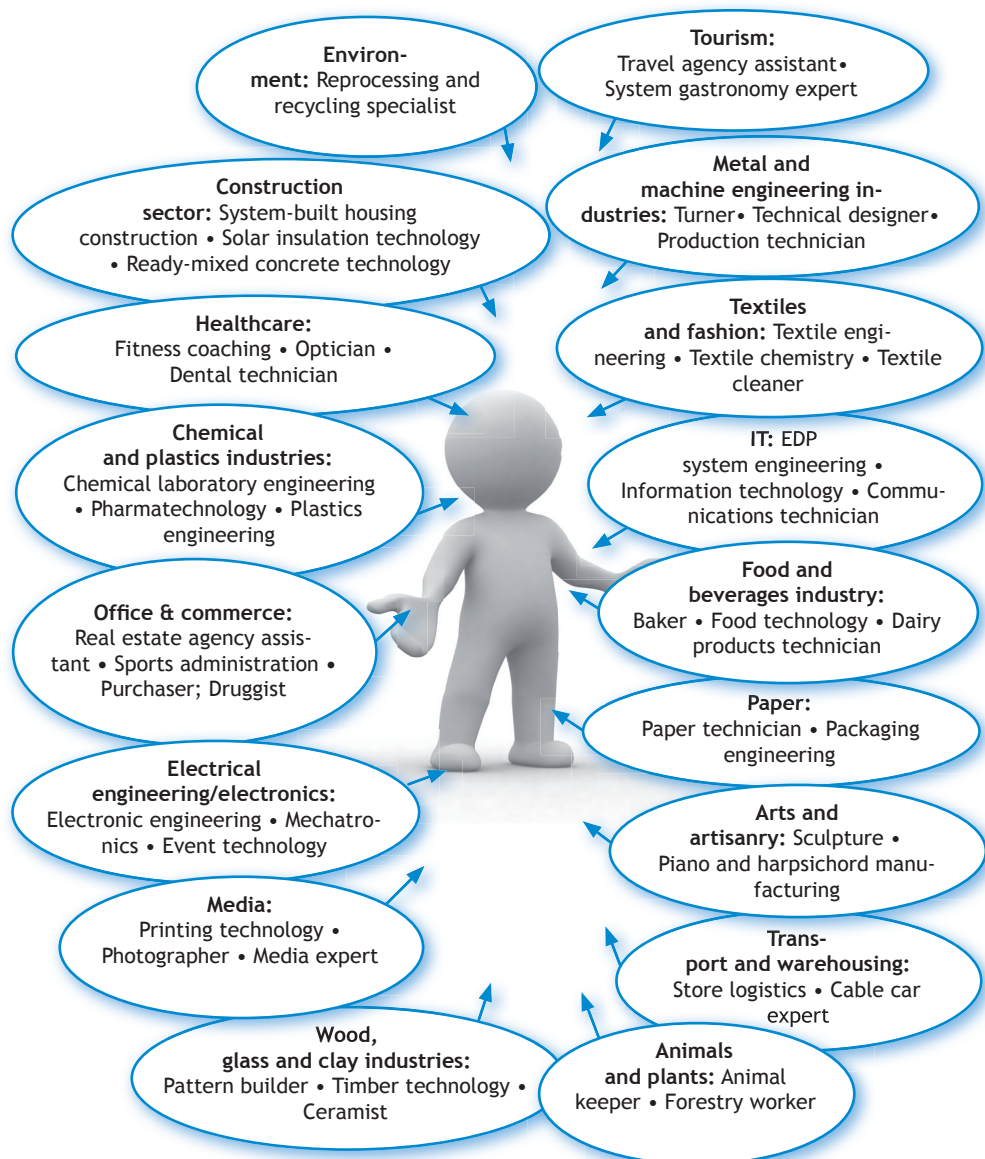 Environ-
ment: Reprocessing and
recycling specialist
Tourism:
Travel agency assistant•
System gastronomy expert
Construction
sector: System-built housing
construction • Solar insulation technology
• Ready-mixed concrete technology
Metal and
machine engineering in-
dustries: Turner• Technical designer•
Production technician
Healthcare:
Fitness coaching • Optician •
Dental technician
Textiles
and fashion: Textile engi-
neering • Textile chemistry • Textile
cleaner
Chemical
and plastics industries:
Chemical laboratory engineering
• Pharmatechnology • Plastics
engineering
IT: EDP
system engineering •
Information technology • Commu-
nications technician
Office & commerce:
Real estate agency assis-
tant • Sports administration •
Purchaser; Druggist
Food and
beverages industry:
Baker • Food technology • Dairy
products technician
Paper:
Paper technician • Packaging
engineering
Electrical
engineering/electronics:
Electronic engineering • Mechatro-
nics • Event technology
Arts and
artisanry: Sculpture •
Piano and harpsichord manu-
facturing
Media:
Printing technology •
Photographer • Media expert
Trans-
port and warehousing:
Store logistics • Cable car
expert
Wood,
glass and clay industries:
Pattern builder • Timber technology •
Ceramist
Animals
and plants: Animal
keeper • Forestry worker